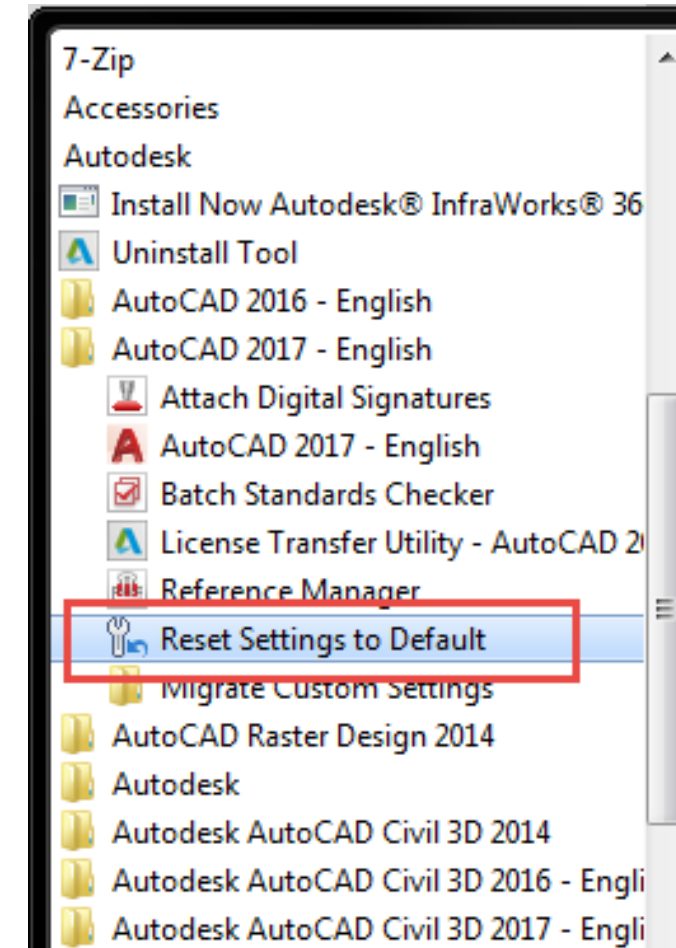 7-Zip
Accessories
Autodesk
Install Now Autodesk® InfraWorks® 36
Uninstall Tool
AutoCAD 2016 - English
AutoCAD 2017 - English
Attach Digital Signatures
AutoCAD 2017 - English
Batch Standards Checker
License Transfer Utility - AutoCAD 20
Reference Manager
Reset Settings to Default
Migrate Custom Settings
AutoCAD Raster Design 2014
Autodesk
Autodesk AutoCAD Civil 3D 2014
Autodesk AutoCAD Civil 3D 2016 - Engli
Autodesk AutoCAD Civil 3D 2017 - Engli